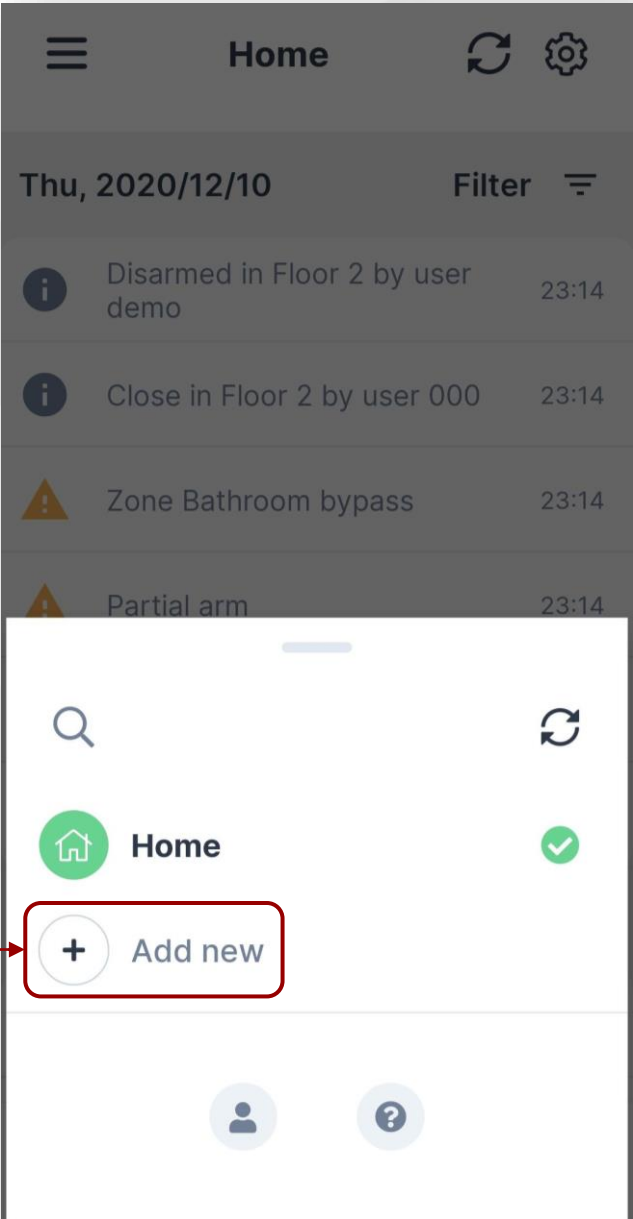 Home
Thu, 2020/12/10 Filter
Disarmed in Floor 2 by user
demo
23:14
Close in Floor 2 by user 000 23:14
Zone Bathroom bypass 23:14
Partial arm 23:14
Home
Add new